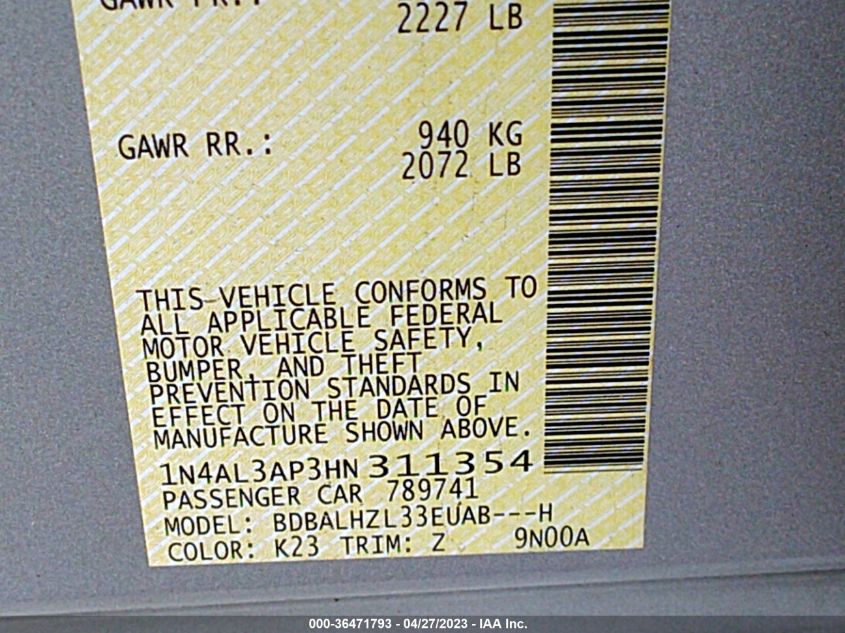 GAWR FR.:
2227 LB
GAWR RR.: 940 KG
2072 LB
THIS VEHICLE CONFORMS TO
ALL APPLICABLE FEDERAL
MOTOR VEHICLE SAFETY,
BUMPER, AND THEFT
PREVENTION STANDARDS IN
EFFECT ON THE DATE OF
MANUFACTURE SHOWN ABOVE.
1N4AL3AP3HN311354
PASSENGER CAR 789741
MODEL: BDBALHZL33EUAB---H
COLOR: K23 TRIM: Z 9N00A
000-36471793 - 04/27/2023 - IAA Inc.